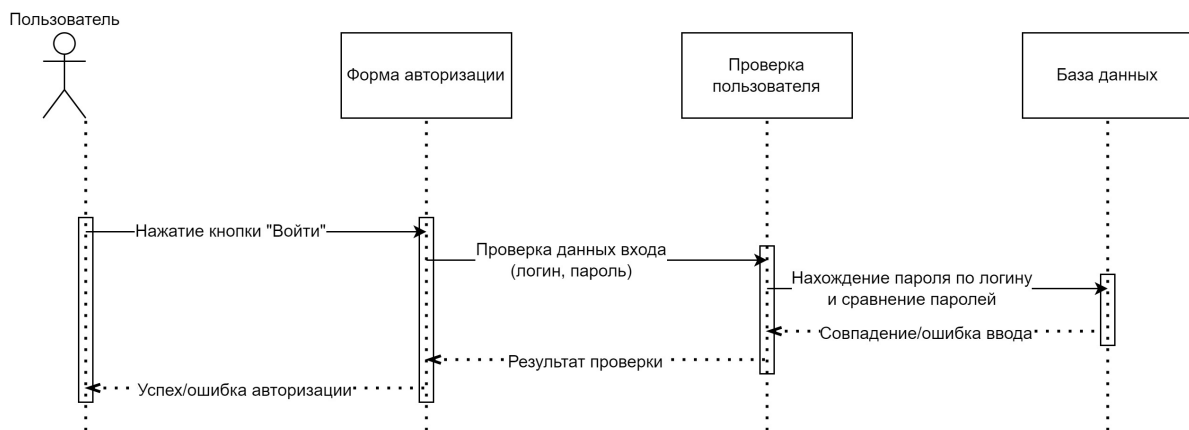 Пользователь
Форма авторизации
Проверка
пользователя
База данных
Нажатие кнопки "Войти"
Проверка данных входа
(логин, пароль)
Нахождение пароля по логину
и сравнение паролей
Совпадение/ошибка ввода
Результат проверки
Успех/ошибка авторизации